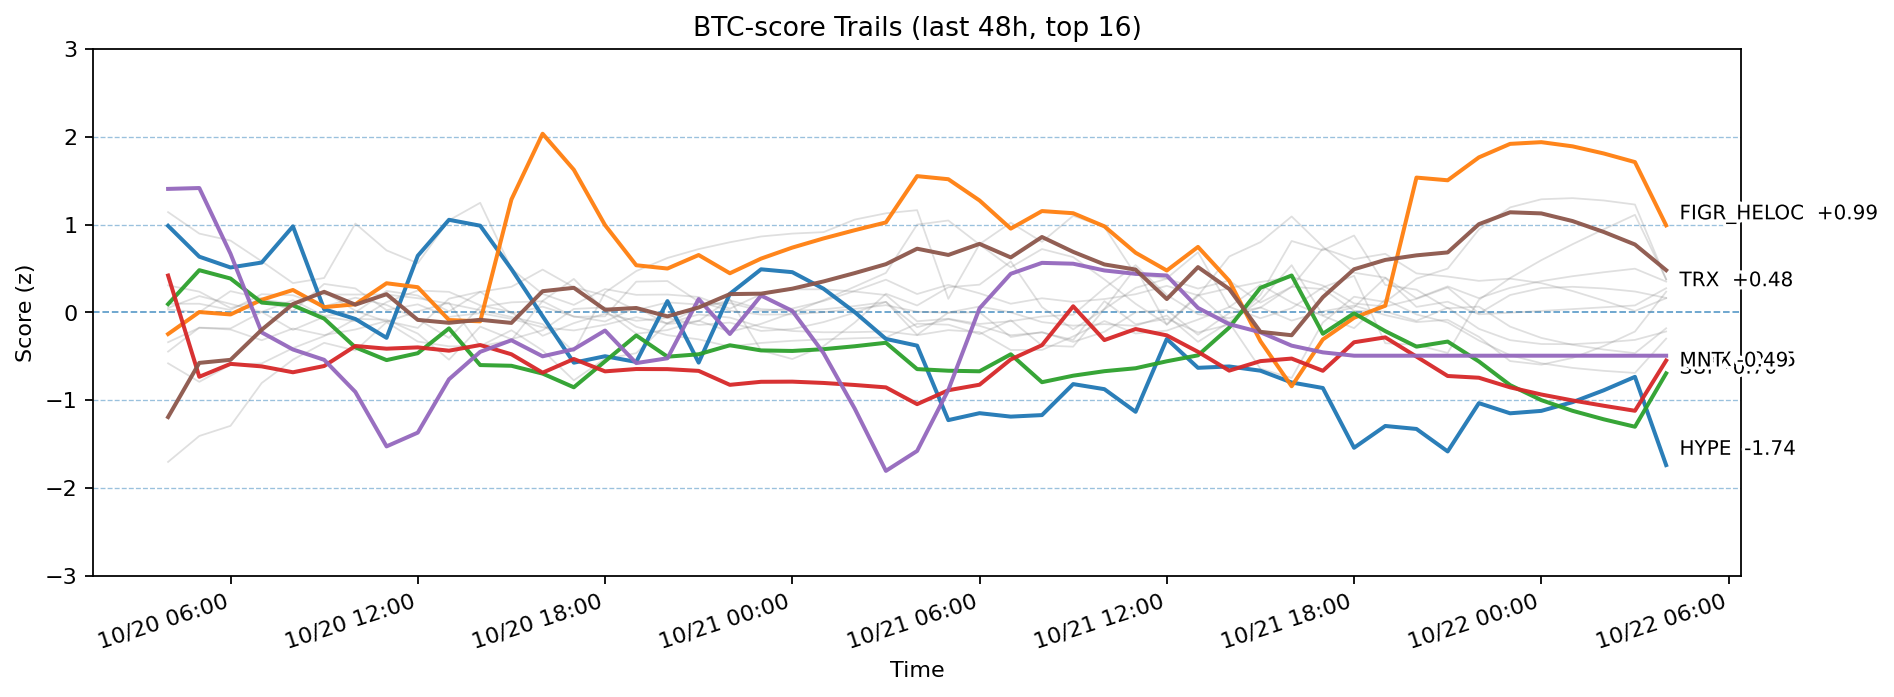 BTC-score Trails (last 48h, top 16)
Score (z)
3
2
1
0
−1
−2
−3
FIGR_HELOC +0.99
TRX +0.48
HYPE -1.74
10/20 06:00
10/20 12:00
10/20 18:00
10/21 00:00
10/21 06:00
10/21 12:00
10/21 18:00
10/22 00:00
10/22 06:00
Time